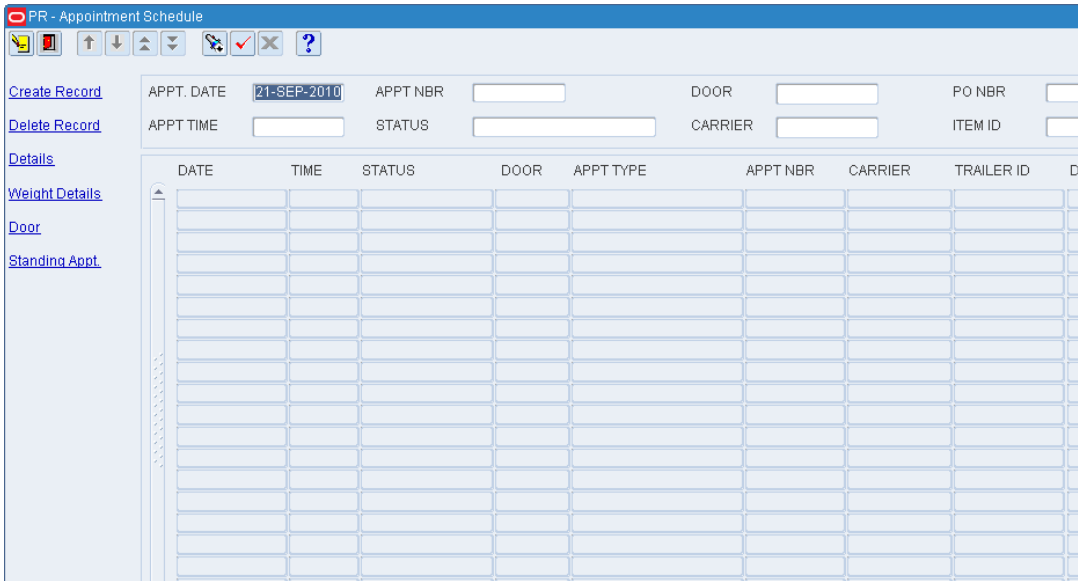 PR - Appointment Schedule
?
Create Record
Delete Record
Details
Weight Details
Door
Standing Appt.
APPT. DATE 21-SEP-2010 APPT NBR DOOR PO NBR
APPT TIME STATUS CARRIER ITEM ID
DATE TIME STATUS DOOR APPT TYPE APPT NBR CARRIER TRAILER ID